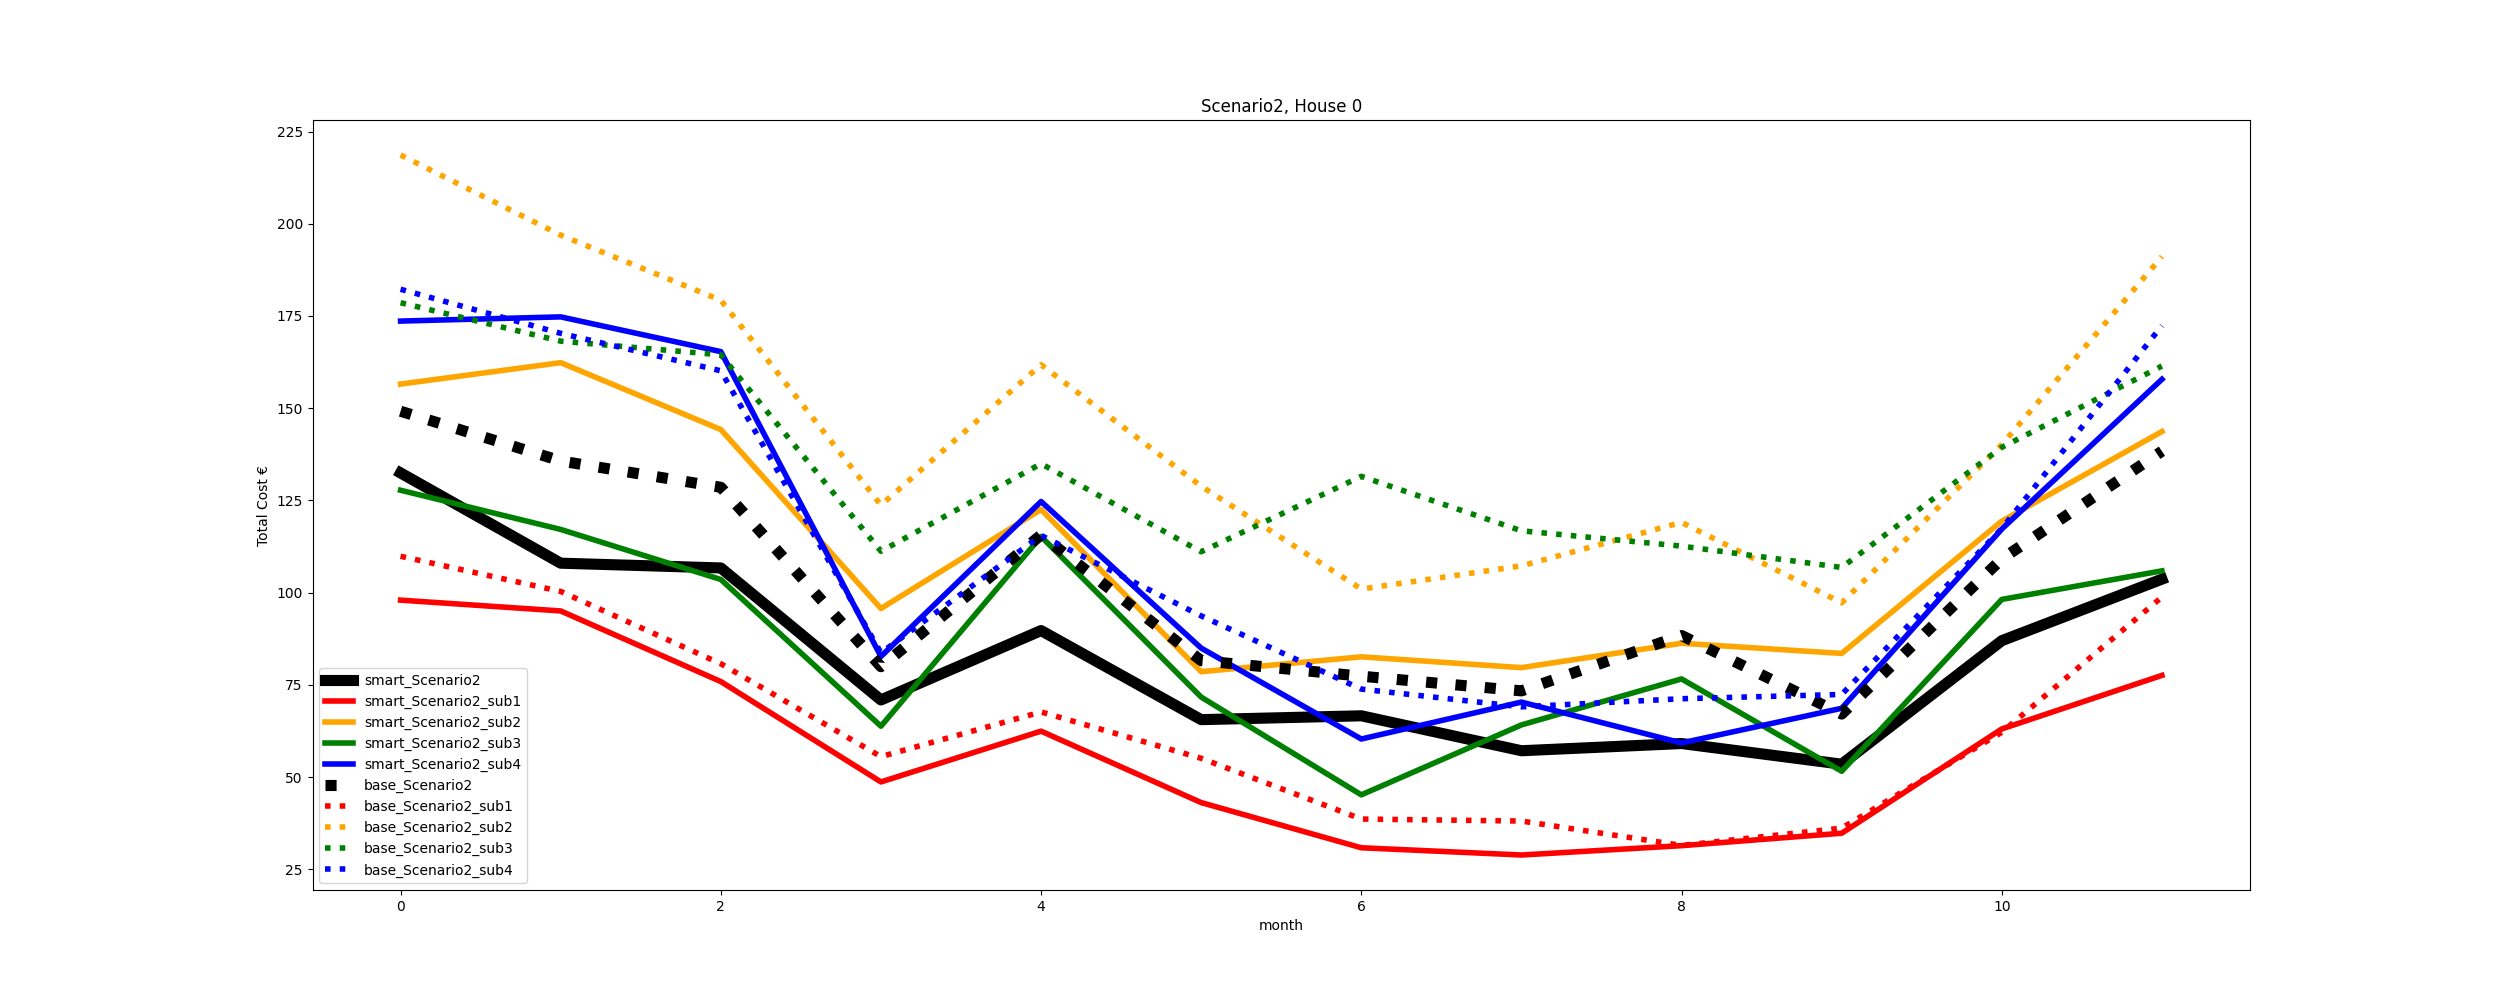 Scenario2, House 0
Total Cost €
225
200
175
150
125
100
75
50
25
smart_Scenario2
smart_Scenario2_sub1
smart_Scenario2_sub2
smart_Scenario2_sub3
smart_Scenario2_sub4
base_Scenario2
base_Scenario2_sub1
base_Scenario2_sub2
base_Scenario2_sub3
base_Scenario2_sub4
0 2 4 6 8 10
month